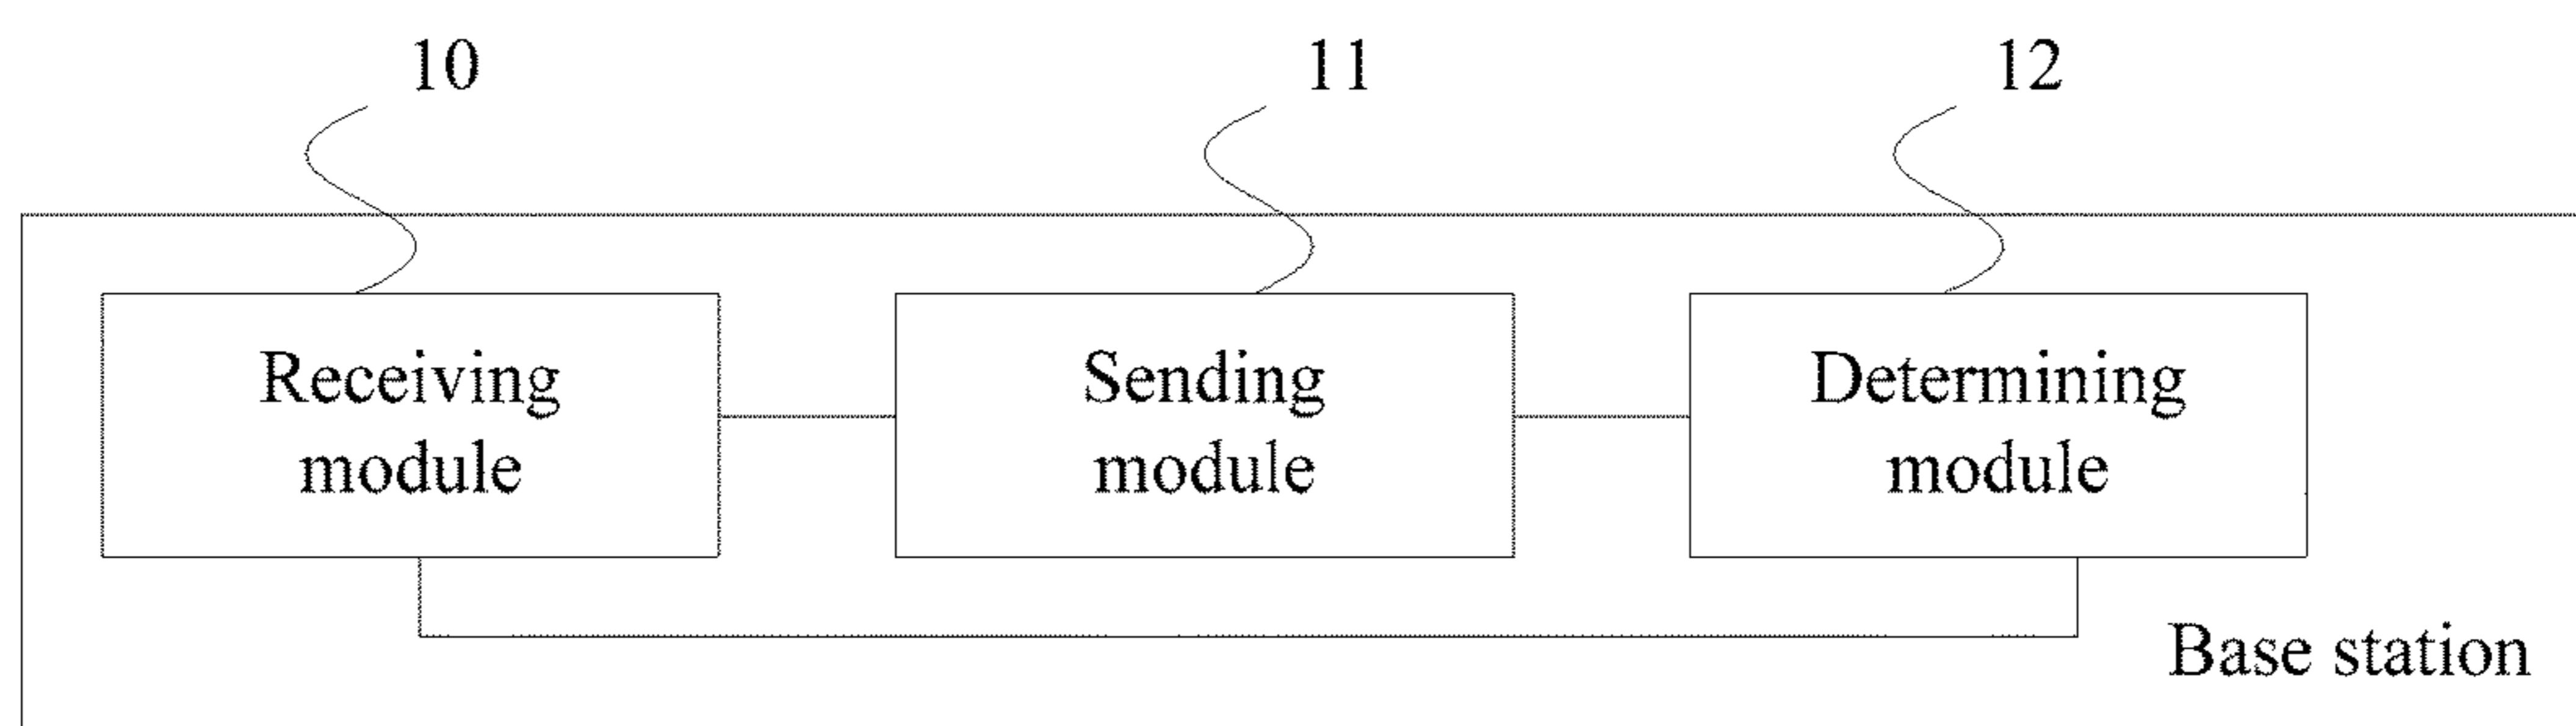 10
11
12
Receiving
module
Sending
module
Determining
module
Base station